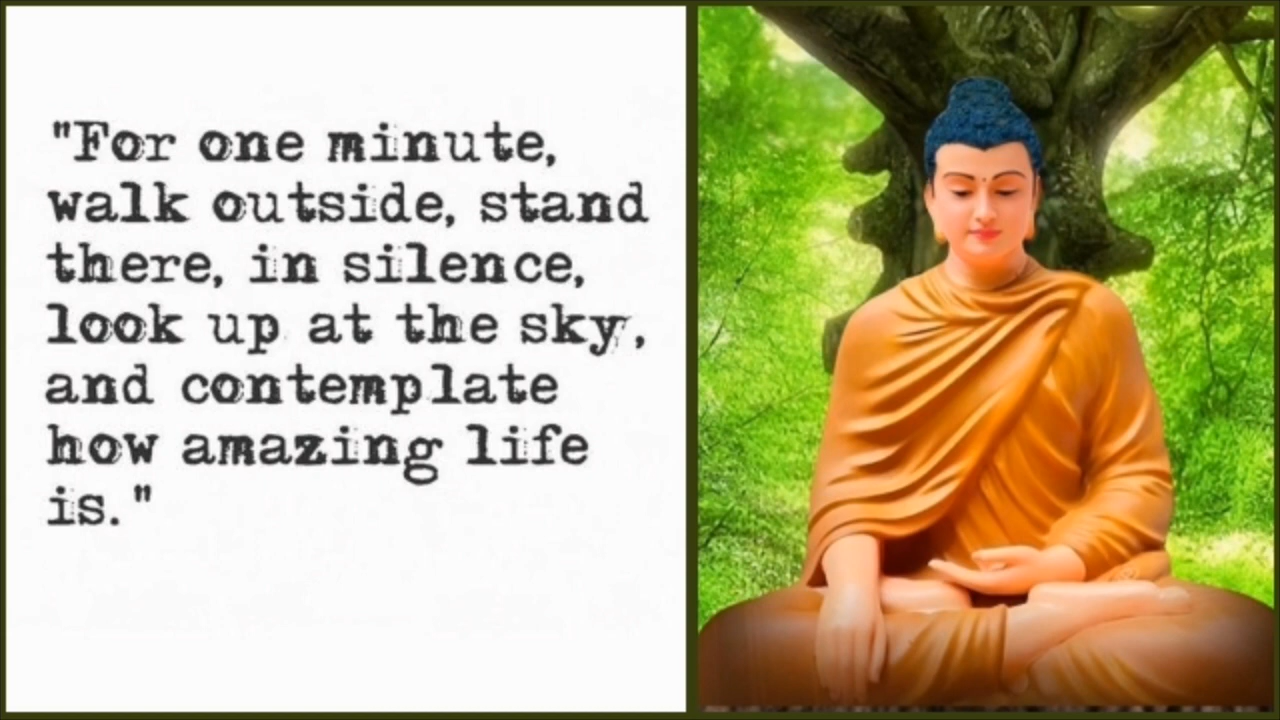 "For one minute,
walk outside, stand
there, in silence,
look up at the sky,
and contemplate
how amazing life
is."